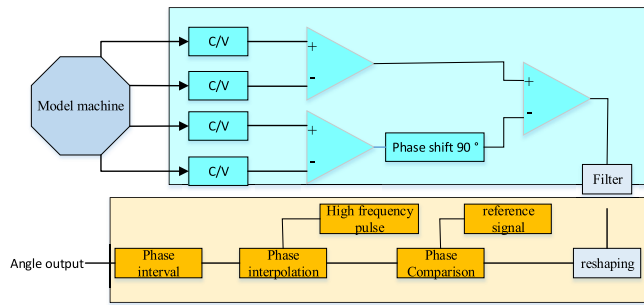 C/V
+
C/V
-
Model machine
+
C/V
+
-
C/V
Phase shift 90 °
-
C/V
Filter
High frequency
pulse
reference
signal
Angle output
Phase
interval
Phase
interpolation
Phase
Comparison
reshaping